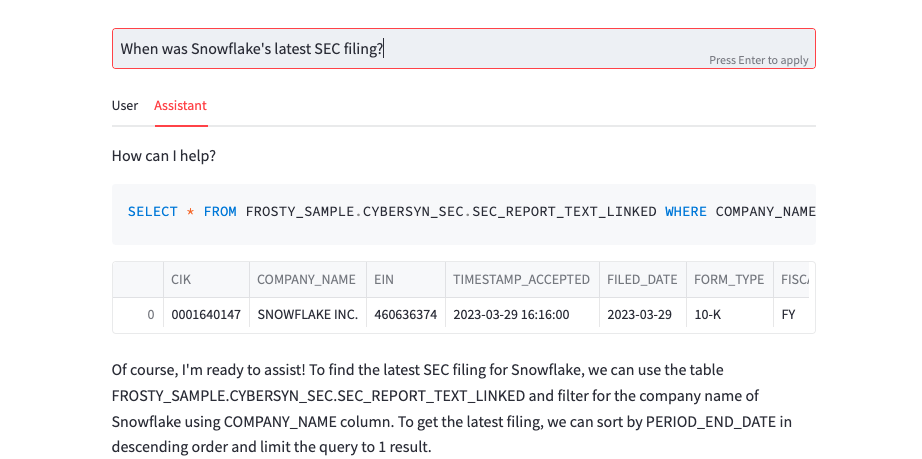 When was Snowflake's latest SEC filing?
Press Enter to apply
User Assistant
How can I help?
SELECT * FROM FROSTY_SAMPLE.CYBERSYN_SEC.SEC_REPORT_TEXT_LINKED WHERE COMPANY_NAME
CIK COMPANY_NAME EIN TIMESTAMP_ACCEPTED FILED_DATE FORM_TYPE FISCA
0 0001640147 SNOWFLAKE INC. 460636374 2023-03-29 16:16:00 2023-03-29 10-K FY
Of course, I'm ready to assist! To find the latest SEC filing for Snowflake, we can use the table
FROSTY_SAMPLE.CYBERSYN_SEC.SEC_REPORT_TEXT_LINKED and filter for the company name of
Snowflake using COMPANY_NAME column. To get the latest filing, we can sort by PERIOD_END_DATE in
descending order and limit the query to 1 result.